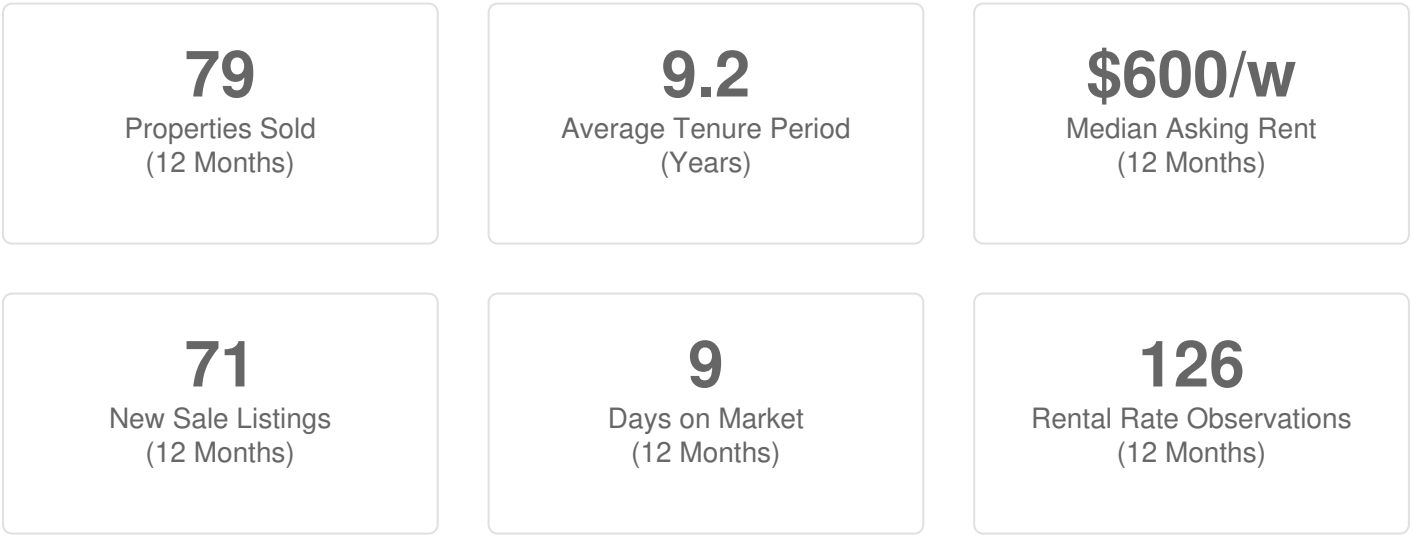 79
Properties Sold
(12 Months)
9.2
Average Tenure Period
(Years)
$600/w
Median Asking Rent
(12 Months)
71
New Sale Listings
(12 Months)
9
Days on Market
(12 Months)
126
Rental Rate Observations
(12 Months)